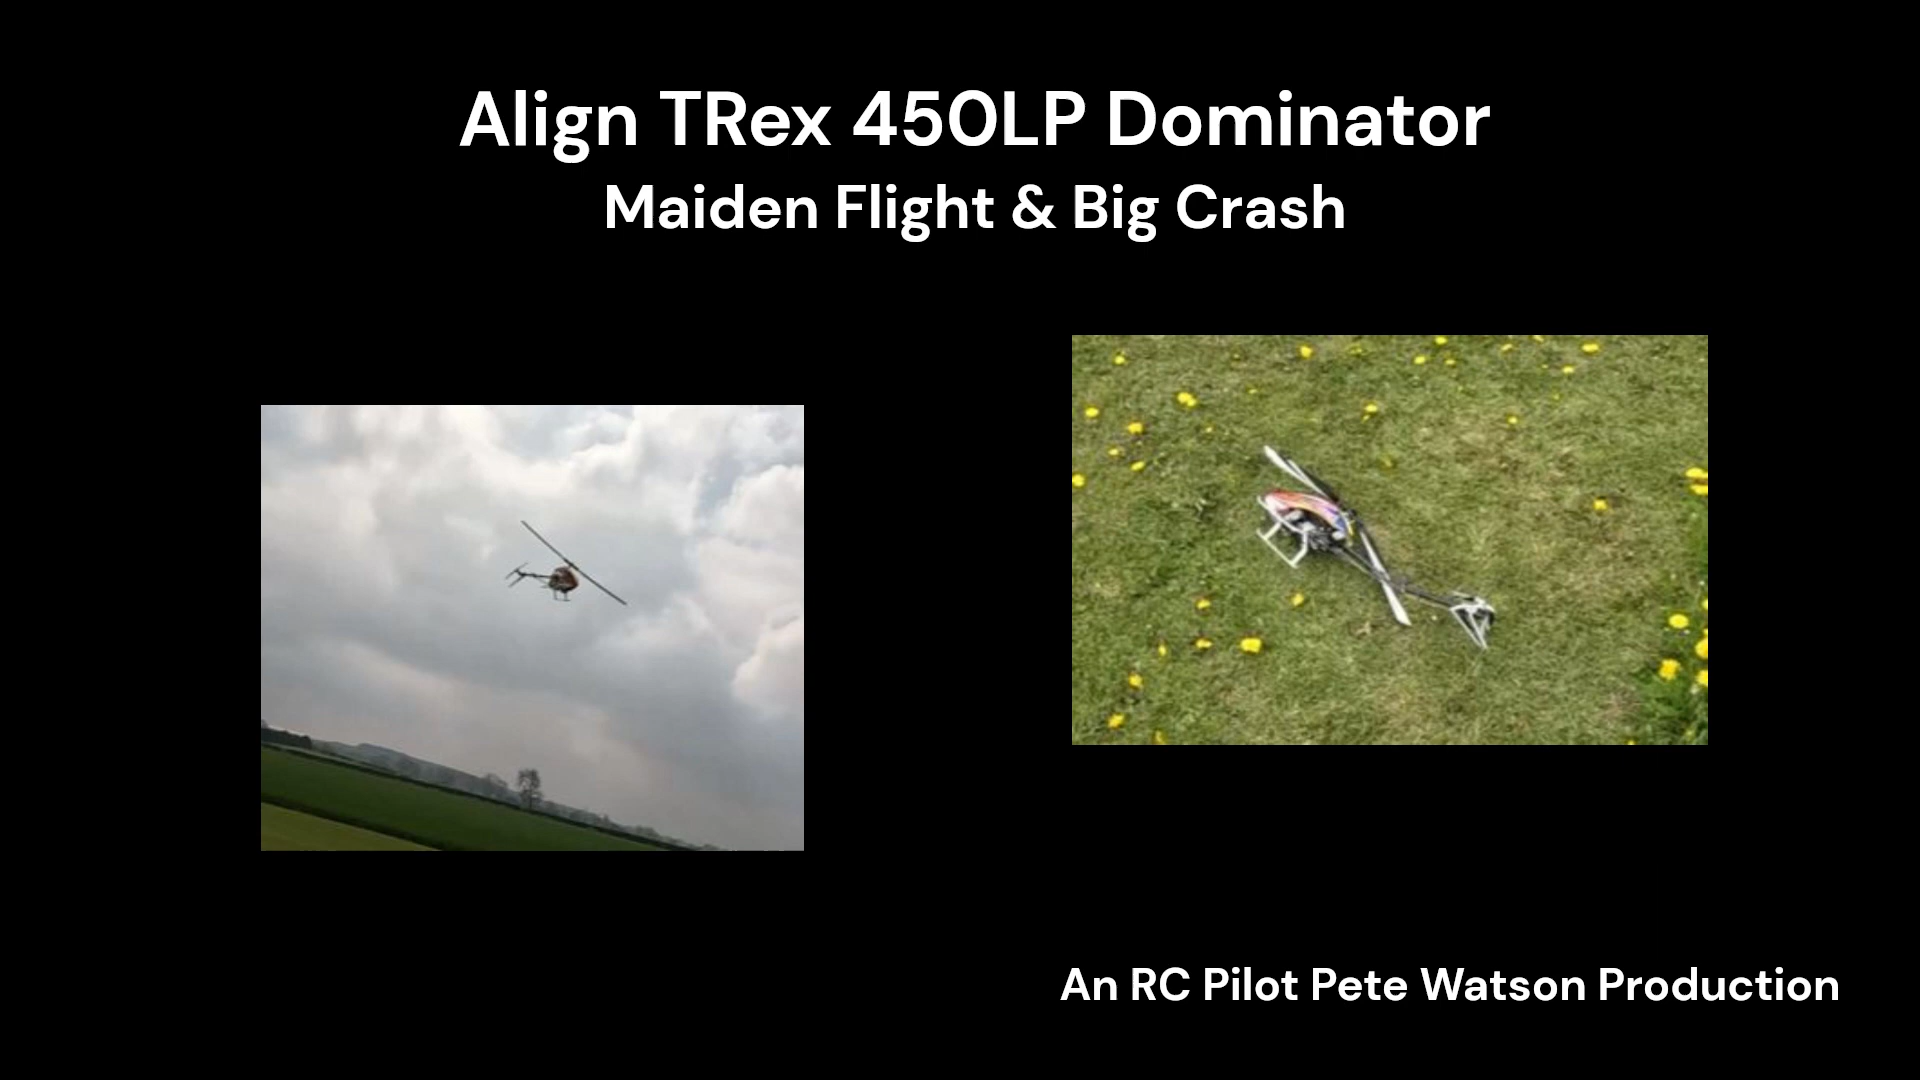 Align TRex 450LP Dominator
Maiden Flight & Big Crash
An RC Pilot Pete Watson Production